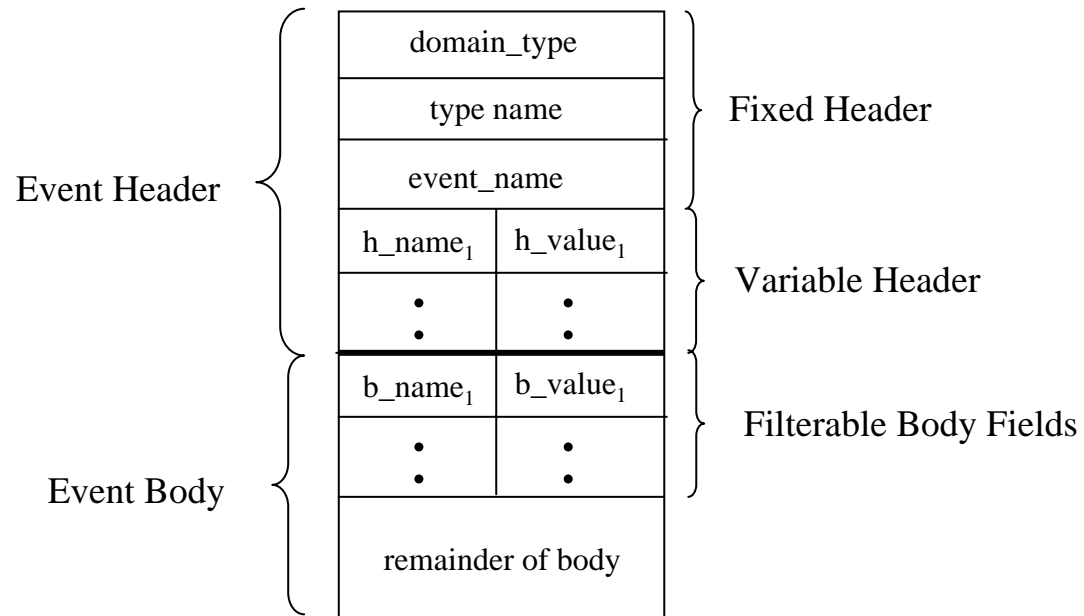 domain_type
type name
Fixed Header
event_name
Event Header
h_name₁ h_value₁
Variable Header
b_name₁ b_value₁
Filterable Body Fields
Event Body
remainder of body